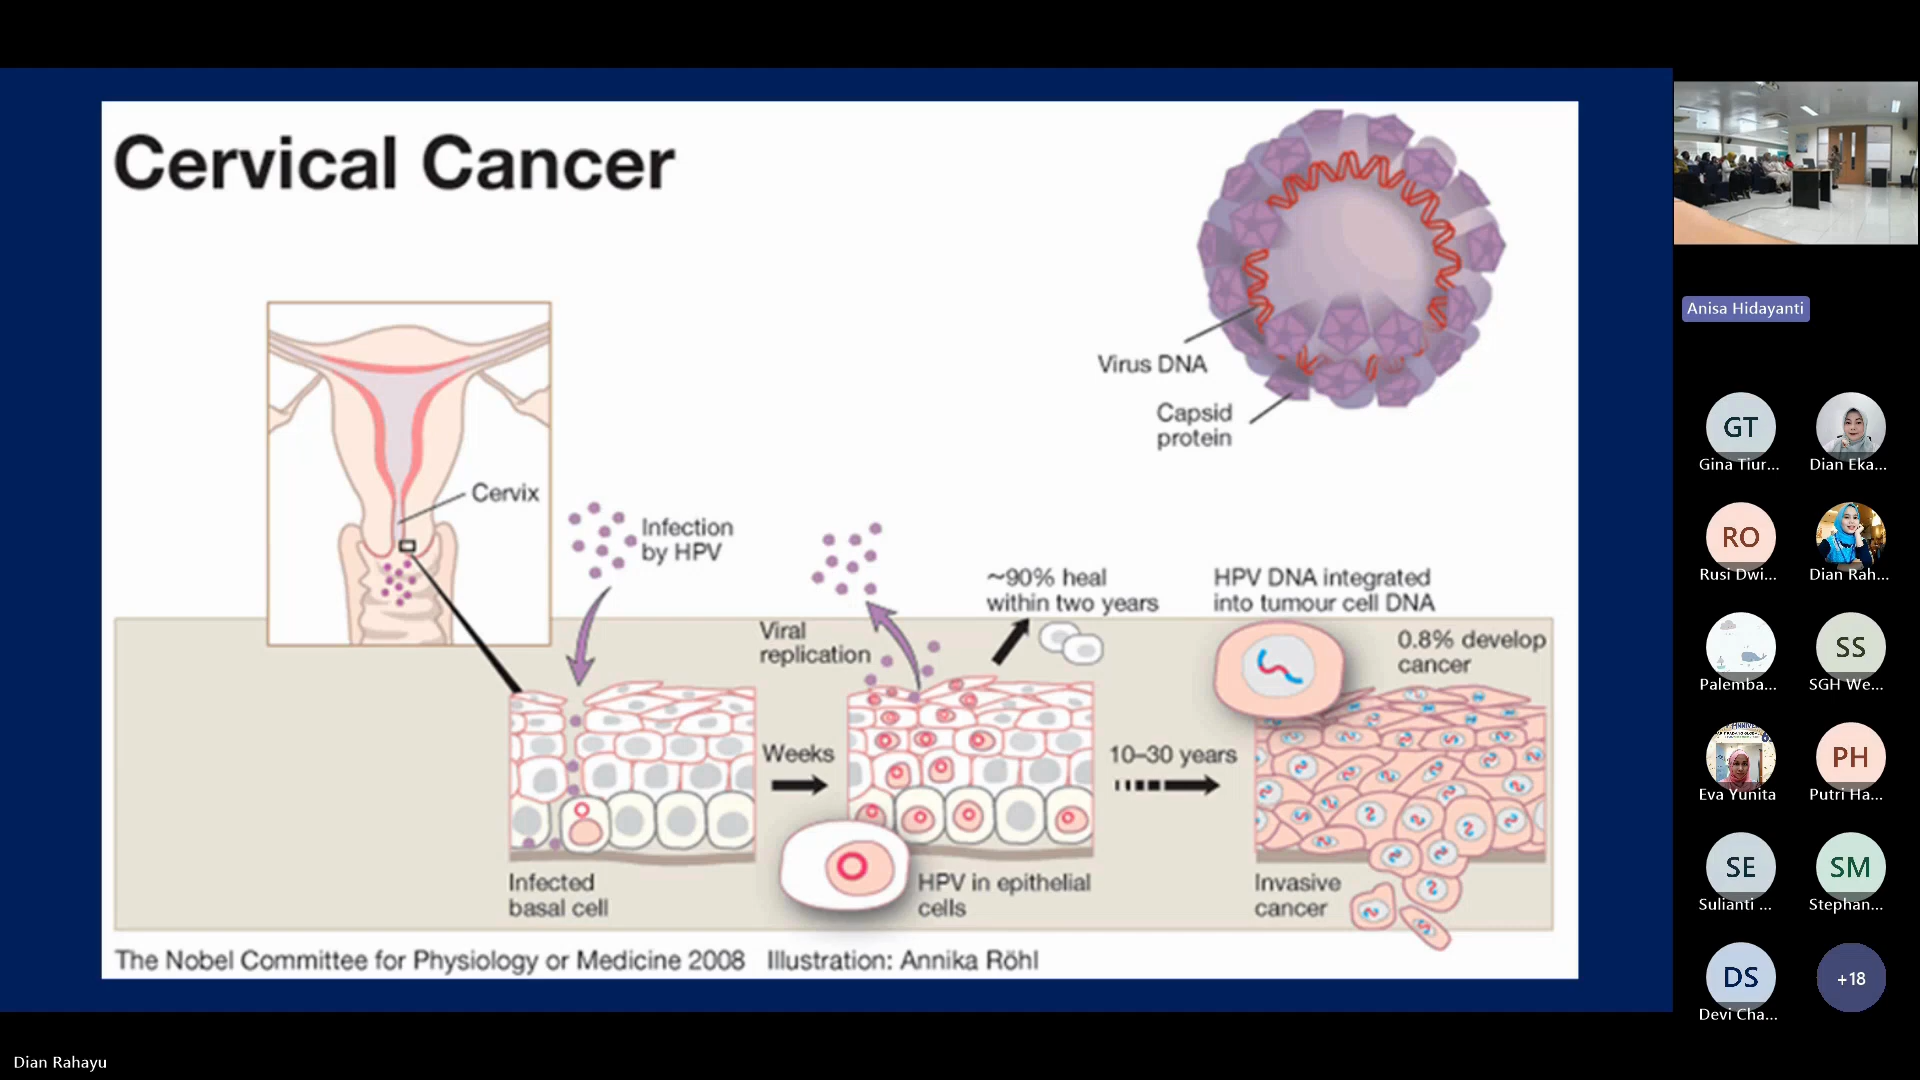 Cervical Cancer
Virus DNA
Capsid
protein
Cervix
Infection
by HPV
~90% heal
within two years
HPV DNA integrated
into tumour cell DNA
Viral
replication
0.8% develop
cancer
Weeks
10–30 years
Infected
basal cell
HPV in epithelial
cells
Invasive
cancer
The Nobel Committee for Physiology or Medicine 2008 Illustration: Annika Röhl
Dian Rahayu
Anisa Hidayanti
GT
Gina Tiur...
Dian Eka...
RO
Rusi Dwi...
Dian Rah...
Palemba...
SS
SGH We...
Eva Yunita
PH
Putri Ha...
SE
Sulianti ...
SM
Stephan...
DS
Devi Cha...
+18